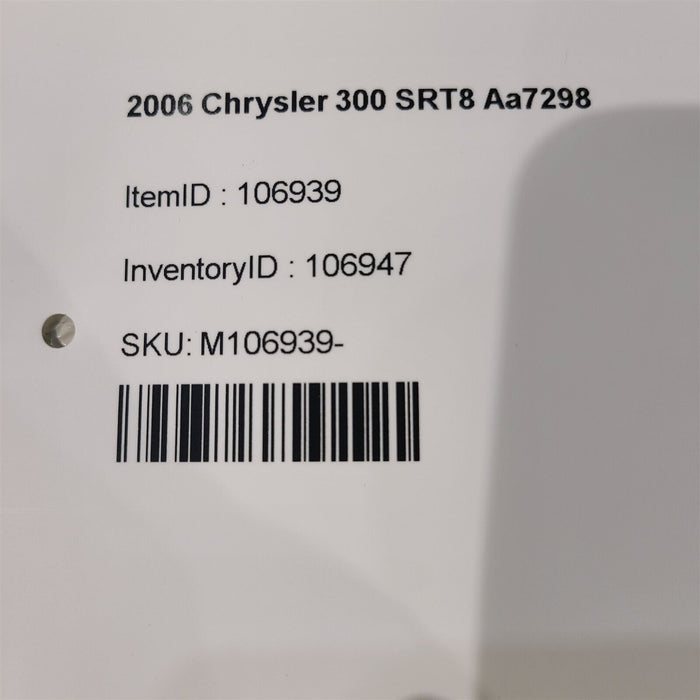 2006 Chrysler 300 SRT8 Aa7298
ItemID : 106939
InventoryID : 106947
SKU: M106939-